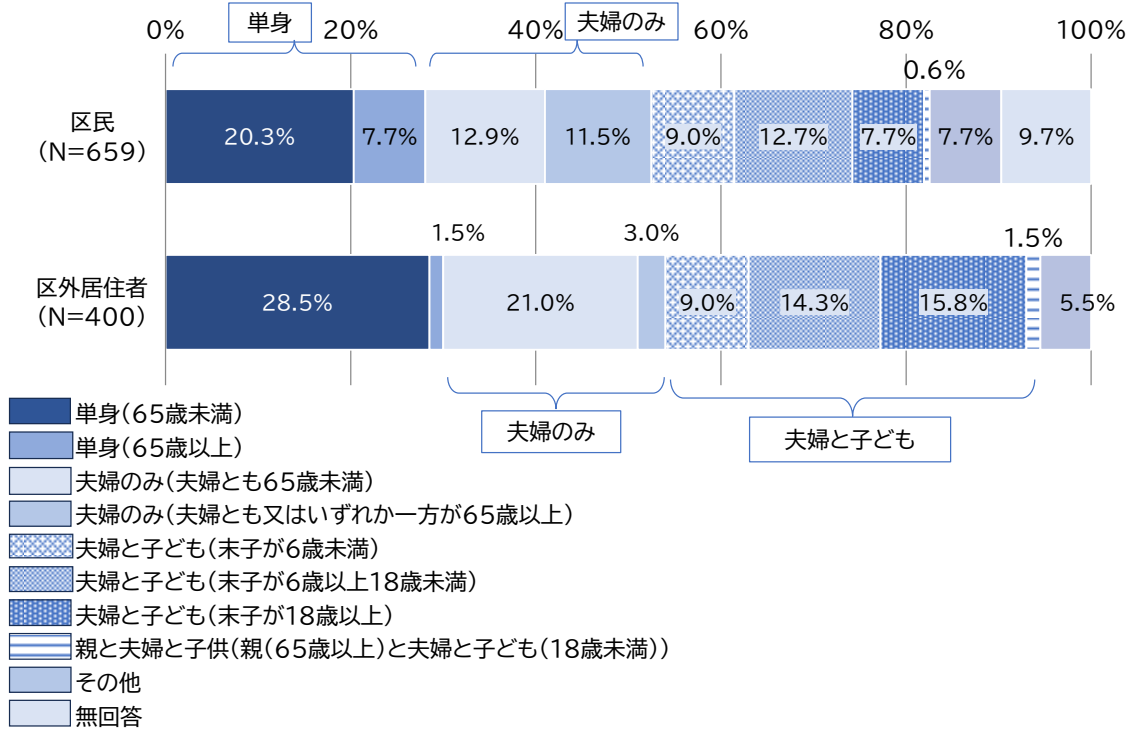 単身
夫婦のみ
0% 20% 40% 60% 80% 100%
0.6%
区民
(N=659)
20.3% 7.7% 12.9% 11.5% 9.0% 12.7% 7.7% 7.7% 9.7%
1.5% 3.0% 1.5%
区外居住者
(N=400)
28.5% 21.0% 9.0% 14.3% 15.8% 5.5%
夫婦のみ
夫婦と子ども
単身(65歳未満)
単身(65歳以上)
夫婦のみ(夫婦とも65歳未満)
夫婦のみ(夫婦とも又はいずれか一方が65歳以上)
夫婦と子ども(末子が6歳未満)
夫婦と子ども(末子が6歳以上18歳未満)
夫婦と子ども(末子が18歳以上)
親と夫婦と子供(親(65歳以上)と夫婦と子ども(18歳未満))
その他
無回答